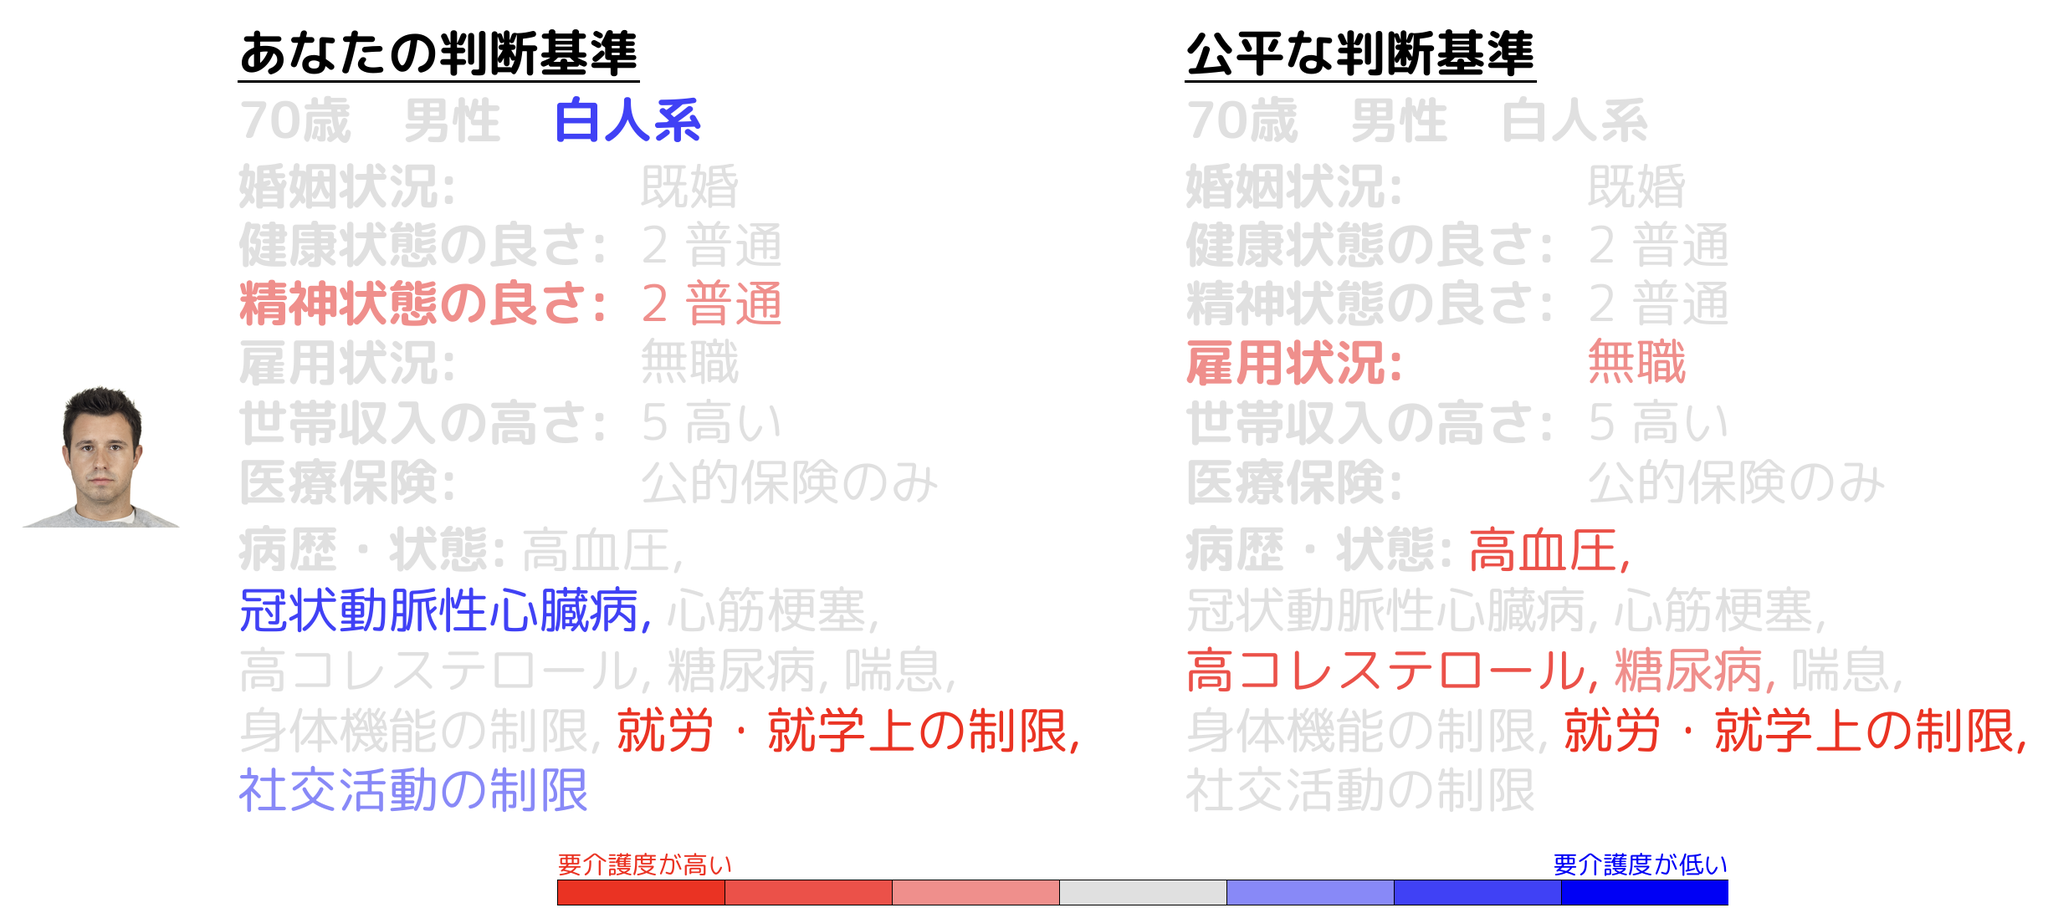 あなたの判断基準
70歳 男性 白人系
婚姻状況: 既婚
健康状態の良さ: 2 普通
精神状態の良さ: 2 普通
雇用状況: 無職
世帯収入の高さ: 5 高い
医療保険: 公的保険のみ
病歴・状態: 高血圧,
冠状動脈性心臓病, 心筋梗塞,
高コレステロール, 糖尿病, 喘息,
身体機能の制限, 就労・就学上の制限,
社交活動の制限
公平な判断基準
70歳 男性 白人系
婚姻状況: 既婚
健康状態の良さ: 2 普通
精神状態の良さ: 2 普通
雇用状況: 無職
世帯収入の高さ: 5 高い
医療保険: 公的保険のみ
病歴・状態: 高血圧,
冠状動脈性心臓病, 心筋梗塞,
高コレステロール, 糖尿病, 喘息,
身体機能の制限, 就労・就学上の制限,
社交活動の制限
要介護度が高い
要介護度が低い